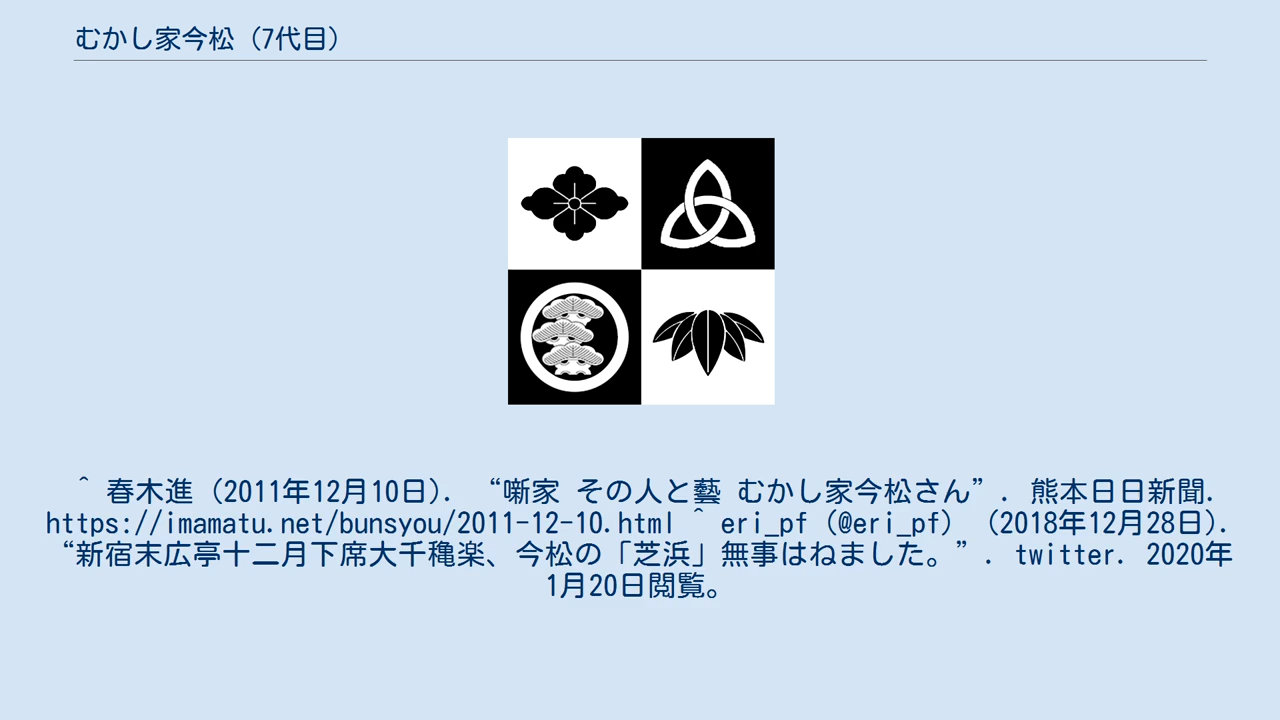 むかし家今松（7代目）
^ 春木進（2011年12月10日）. “噺家 その人と藝 むかし家今松さん”. 熊本日日新聞.
https://imamatu.net/bunsyou/2011-12-10.html ^ eri_pf（@eri_pf）（2018年12月28日）.
“新宿末広亭十二月下席大千穐楽、今松の「芝浜」無事はねました。”. twitter. 2020年
1月20日閲覧。